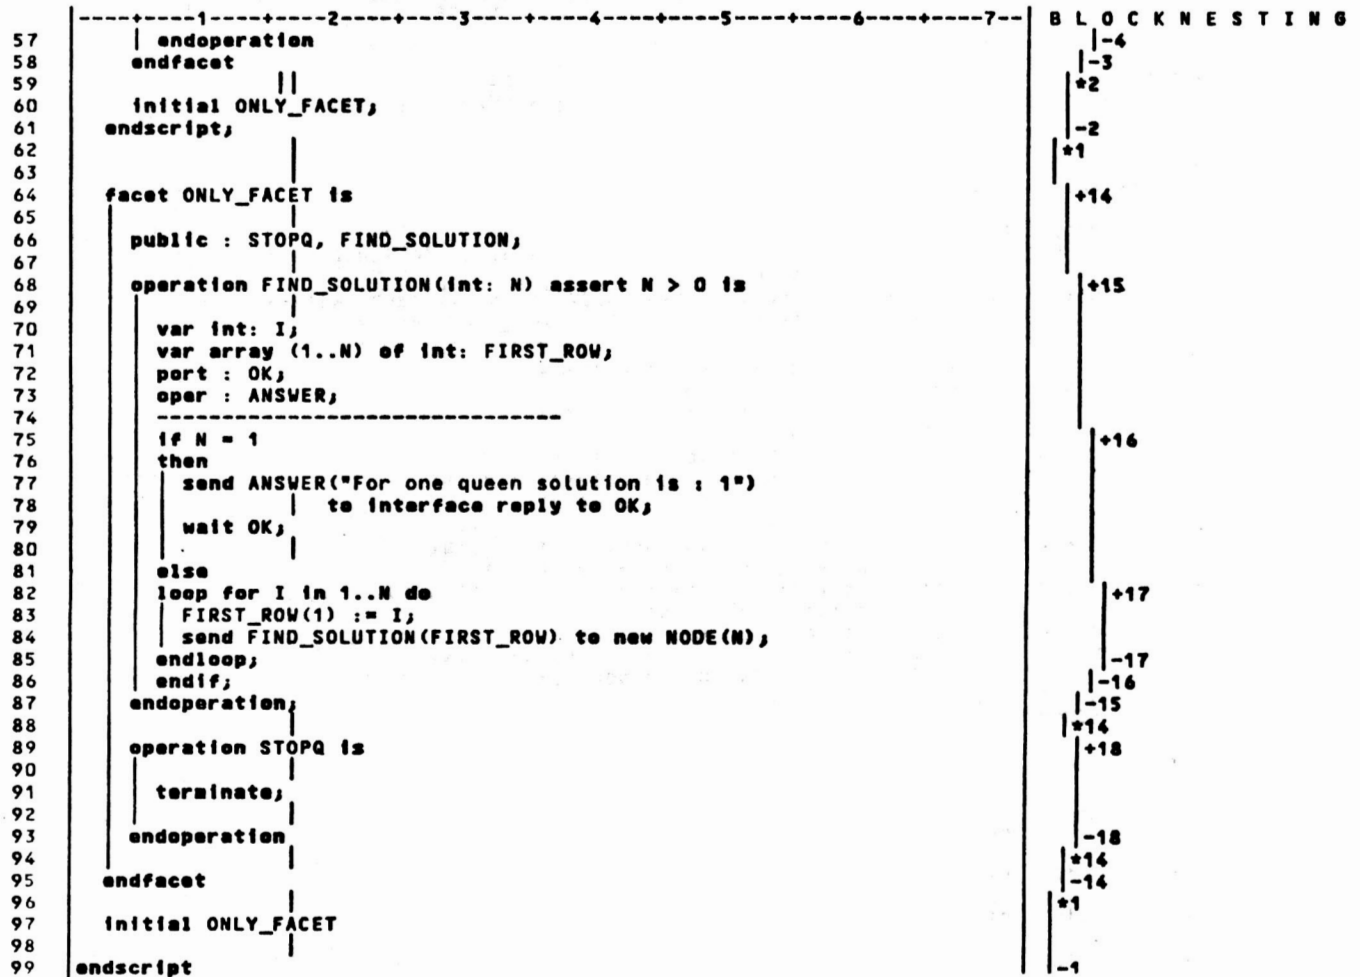 ----+----1----+----2----+----3----+----4----+----5----+----6----+----7-- B L O C K N E S T I N G
57 endoperation -4
58 endfacet -3
59 *2
60 initial ONLY_FACET;
61 endscript; -2
62 *1
63
64 facet ONLY_FACET is +14
65
66 public : STOPQ, FIND_SOLUTION;
67
68 operation FIND_SOLUTION(int: N) assert N > 0 is +15
69
70 var int: I;
71 var array (1..N) of int: FIRST_ROW;
72 port : OK;
73 oper : ANSWER;
74 -------------------------------
75 if N = 1 +16
76 then
77 send ANSWER("For one queen solution is : 1")
78 to interface reply to OK;
79 wait OK;
80
81 else
82 loop for I in 1..N do +17
83 FIRST_ROW(1) := I;
84 send FIND_SOLUTION(FIRST_ROW) to new NODE(N);
85 endloop; -17
86 endif; -16
87 endoperation; -15
88 *14
89 operation STOPQ is +18
90
91 terminate;
92
93 endoperation -18
94 *14
95 endfacet -14
96 *1
97 initial ONLY_FACET
98
99 endscript -1